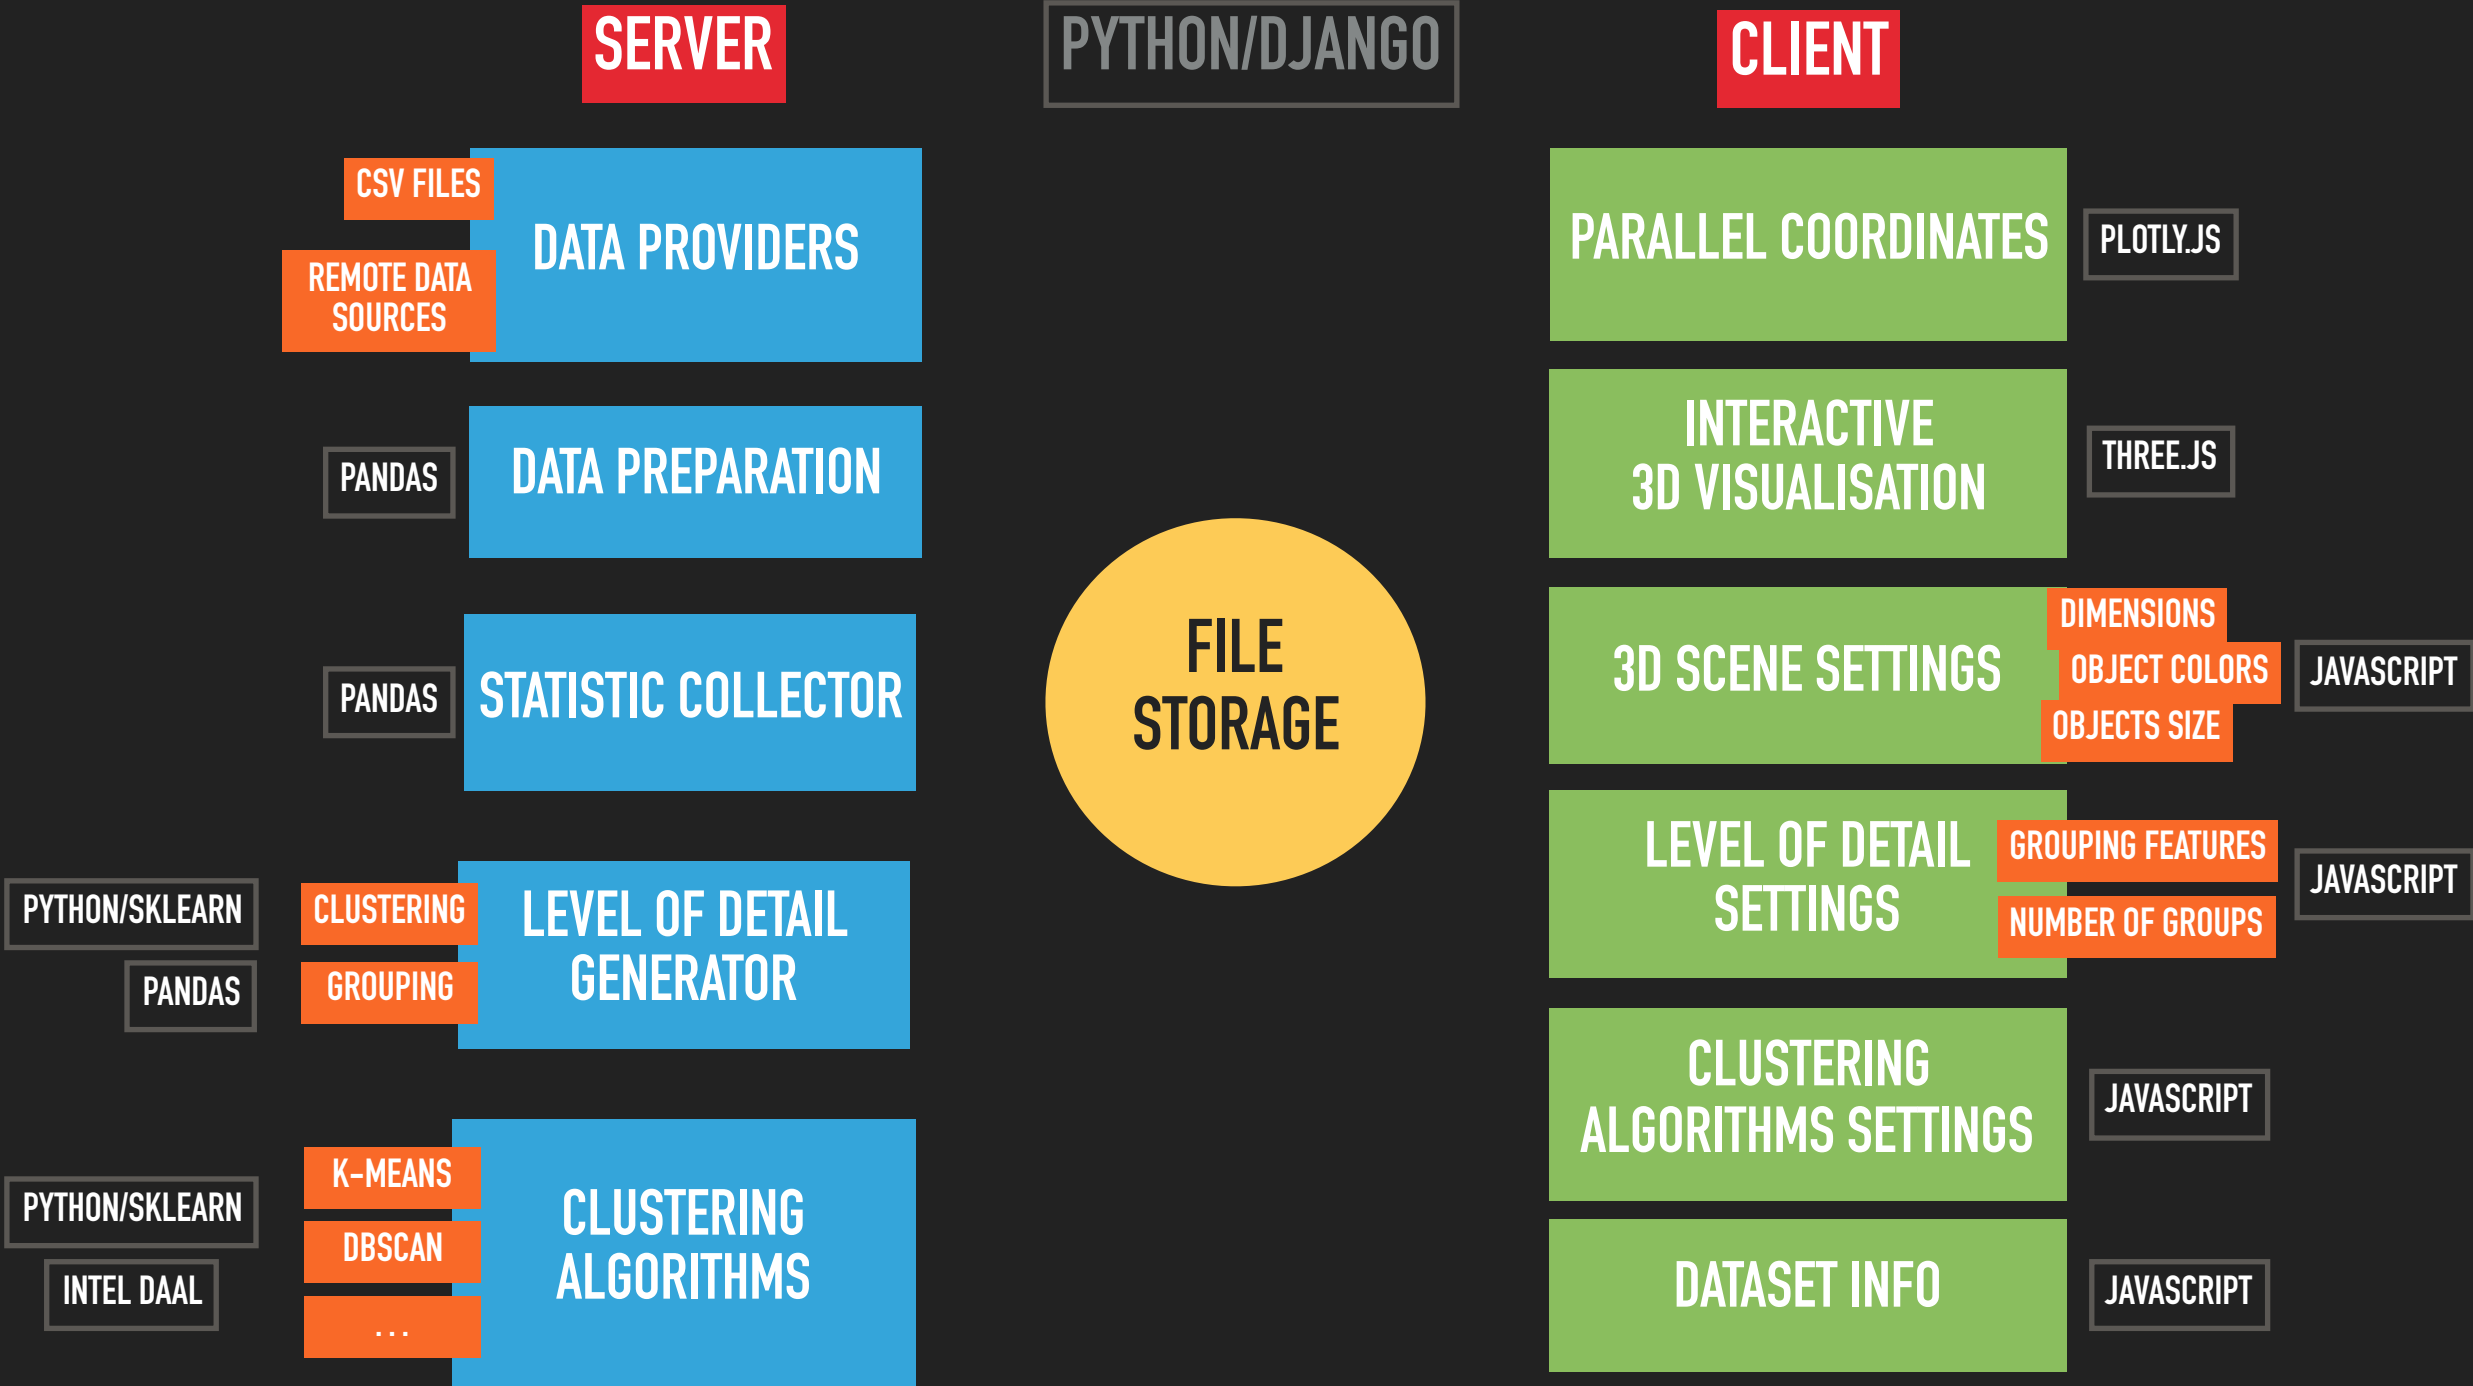 SERVER
PYTHON/DJANGO
CLIENT
CSV FILES
REMOTE DATA
SOURCES
DATA PROVIDERS
PANDAS
DATA PREPARATION
PANDAS
STATISTIC COLLECTOR
PYTHON/SKLEARN
CLUSTERING
PANDAS
GROUPING
LEVEL OF DETAIL
GENERATOR
PYTHON/SKLEARN
INTEL DAAL
K-MEANS
DBSCAN
...
CLUSTERING
ALGORITHMS
FILE
STORAGE
PARALLEL COORDINATES
PLOTLY.JS
INTERACTIVE
3D VISUALISATION
THREE.JS
3D SCENE SETTINGS
DIMENSIONS
OBJECT COLORS
OBJECTS SIZE
JAVASCRIPT
LEVEL OF DETAIL
SETTINGS
GROUPING FEATURES
NUMBER OF GROUPS
JAVASCRIPT
CLUSTERING
ALGORITHMS SETTINGS
JAVASCRIPT
DATASET INFO
JAVASCRIPT